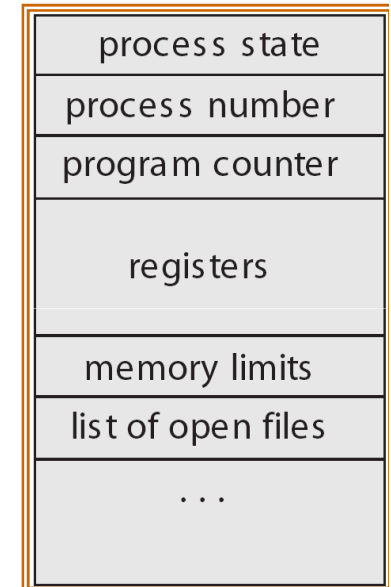 process state
process number
program counter
registers
memory limits
list of open files
. . .